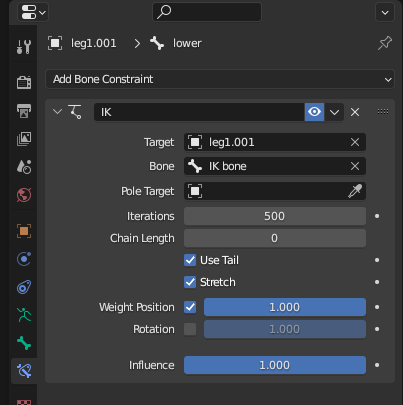 leg1.001 > lower
Add Bone Constraint
IK
Target leg1.001
Bone IK bone
Pole Target
Iterations 500
Chain Length 0
Use Tail
Stretch
Weight Position 1.000
Rotation 1.000
Influence 1.000